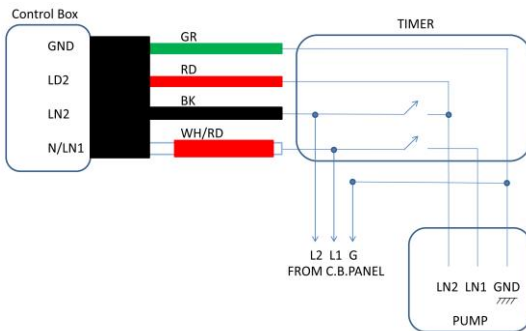 Control Box
GND
GR
LD2
RD
LN2
BK
N/LN1
WH/RD
TIMER
L2 L1 G
FROM C.B.PANEL
LN2 LN1 GND
PUMP